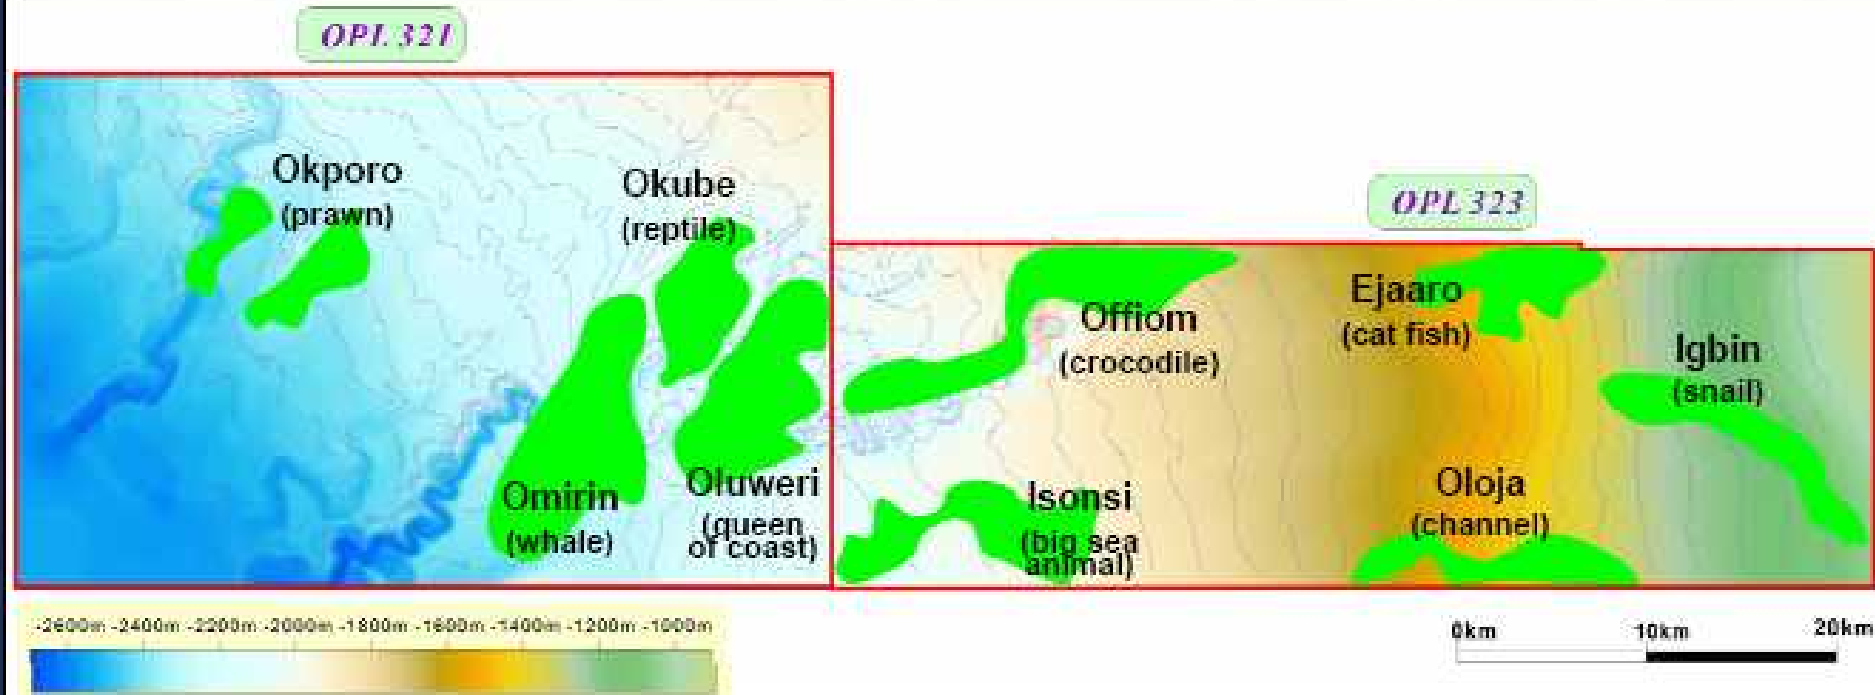 OPL 321
Okporo
(prawn)
Okube
(reptile)
Omirin
(whale)
Oluweri
(queen
of coast)
OPL 323
Offiom
(crocodile)
Ejaaro
(cat fish)
Igbin
(snail)
Isonsi
(big sea
animal)
Oloja
(channel)
-2600m -2400m -2200m -2000m -1800m -1600m -1400m -1200m -1000m
0km 10km 20km